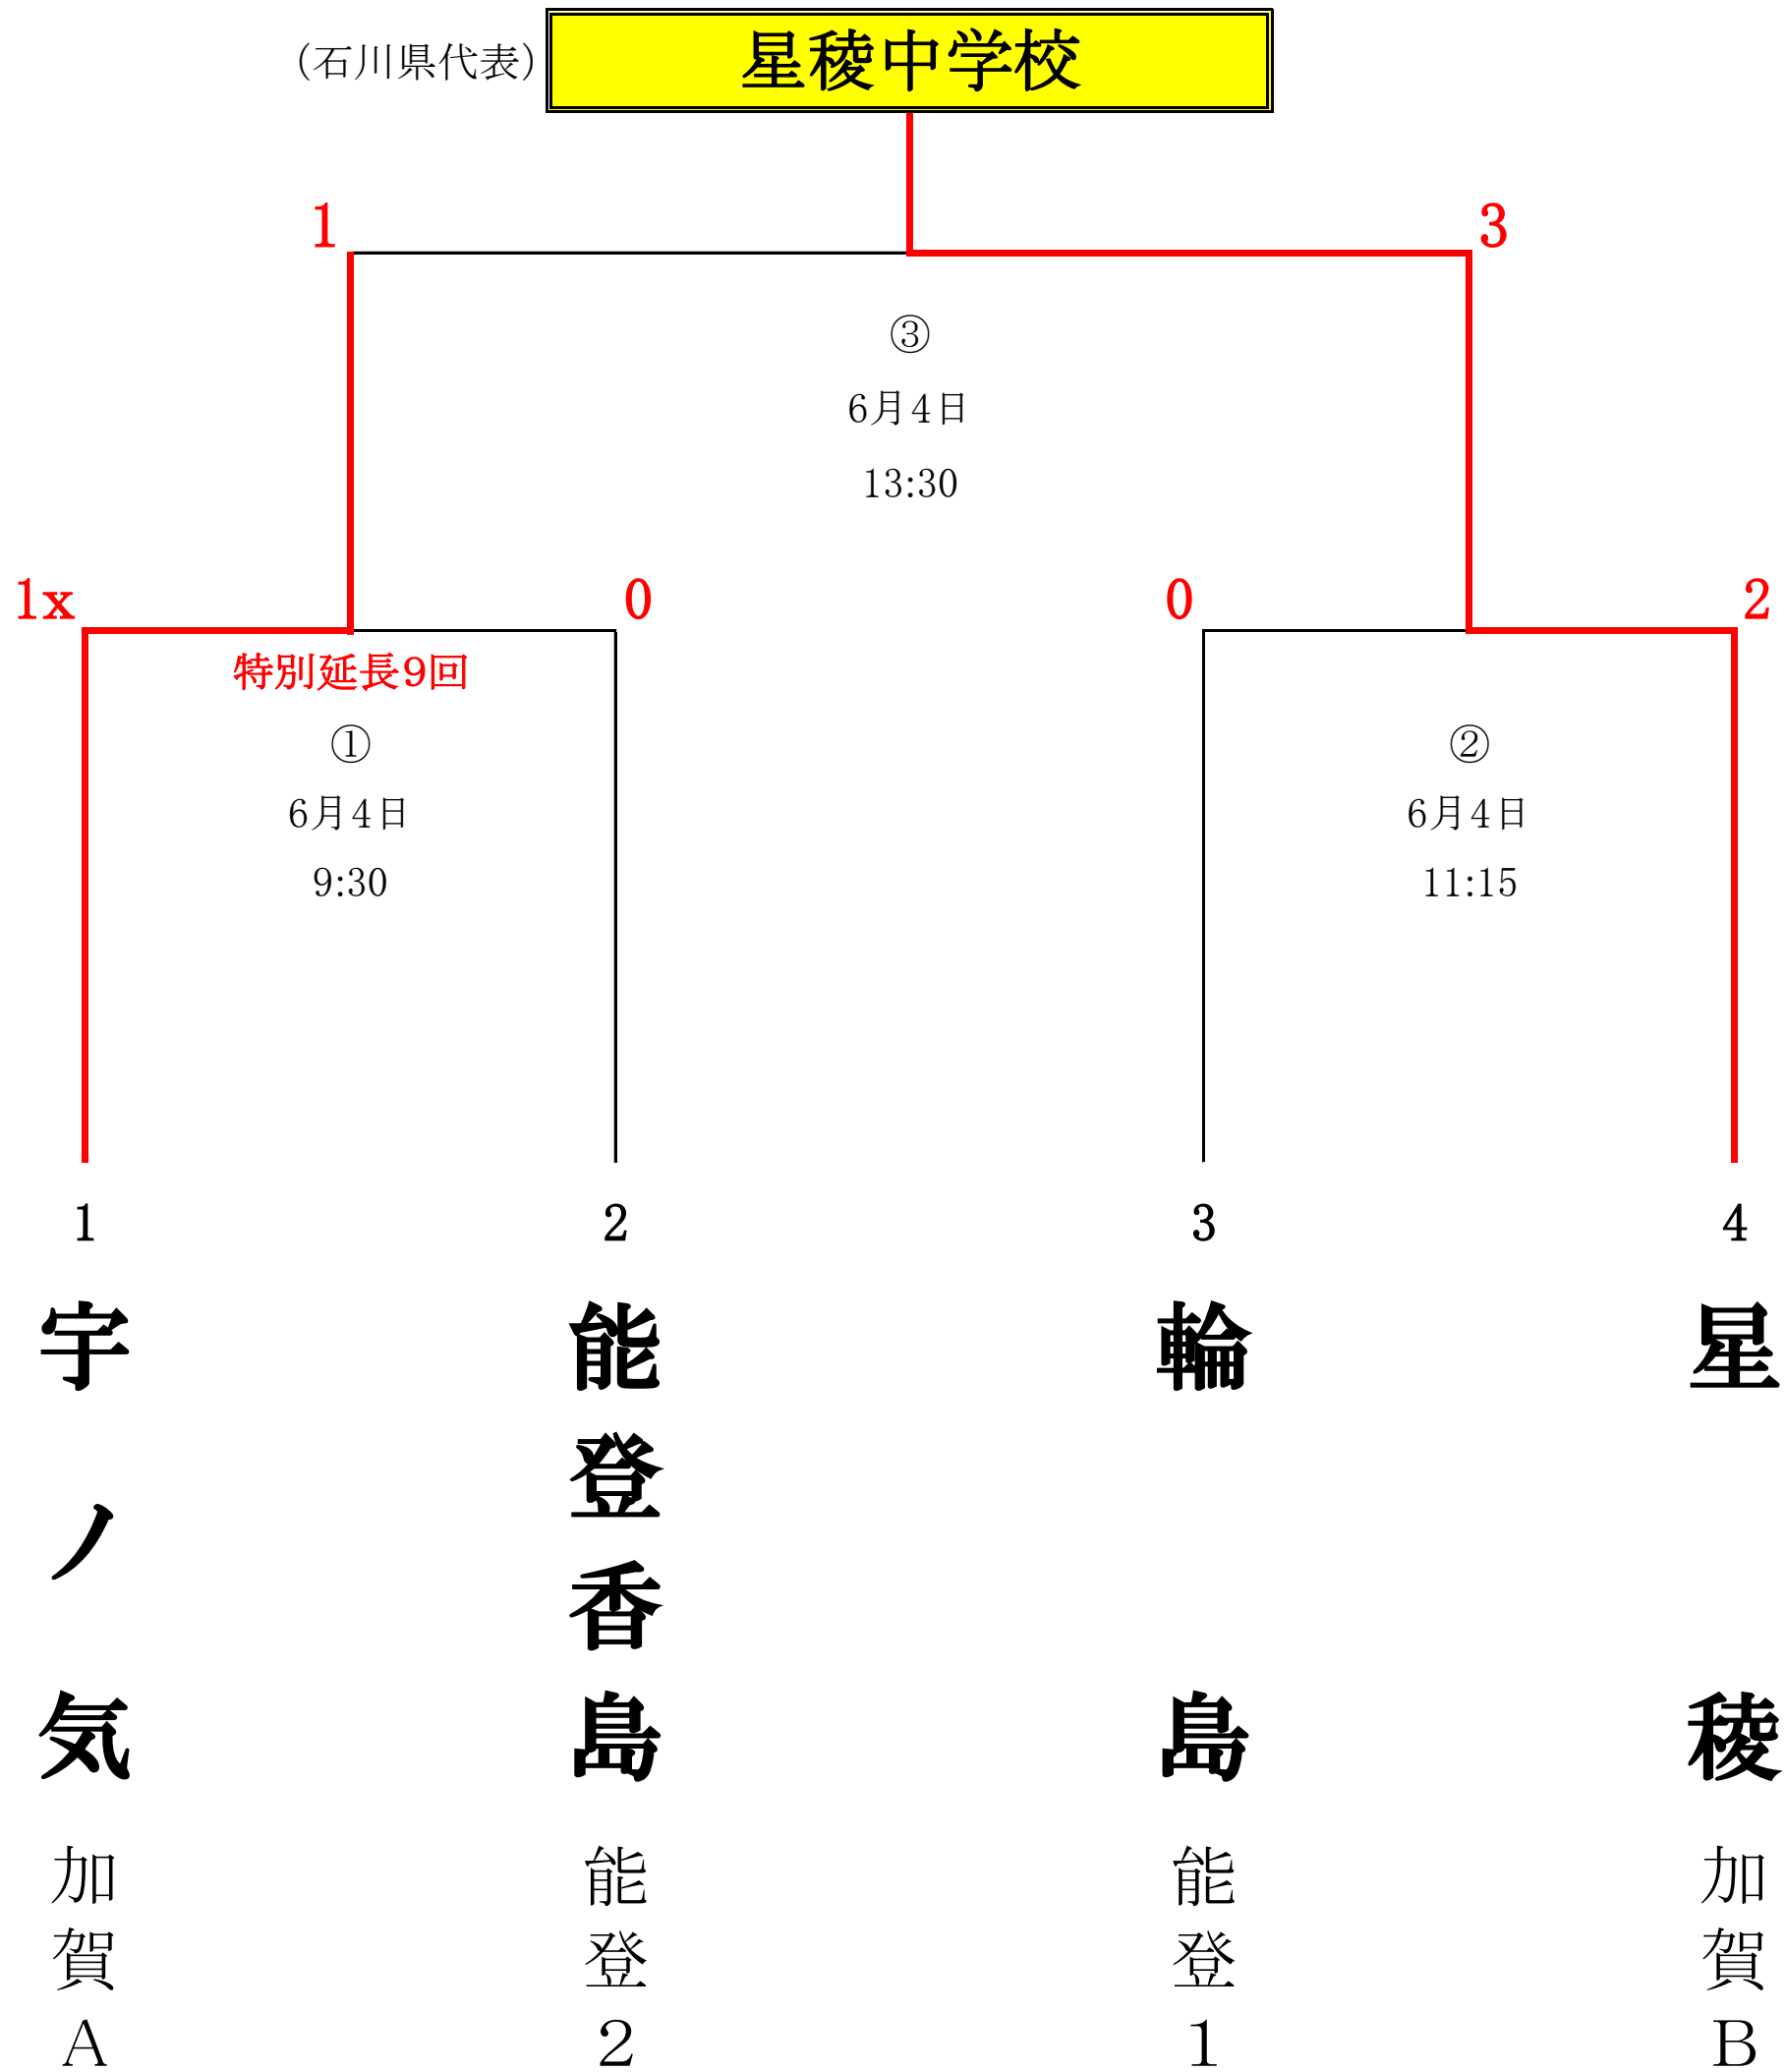 （石川県代表） 星稜中学校
1 3
③
6月4日
13:30
1x 0 0 2
特別延長9回
① ②
6月4日 6月4日
9:30 11:15
1 2 3 4
宇ノ気
能登香島
輪島
星稜
加賀A
能登2
能登1
加賀B